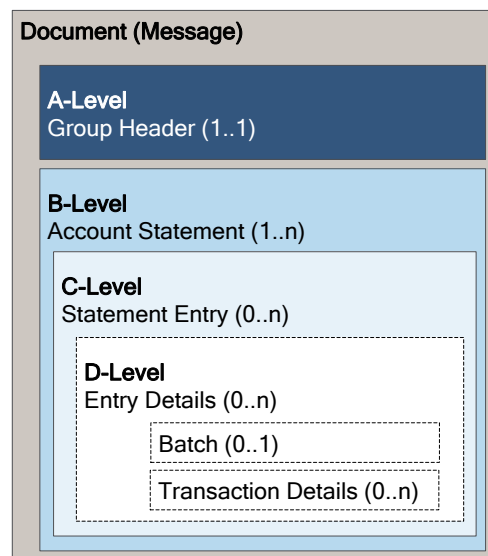 Document (Message)
A-Level
Group Header (1..1)
B-Level
Account Statement (1..n)
C-Level
Statement Entry (0..n)
D-Level
Entry Details (0..n)
Batch (0..1)
Transaction Details (0..n)